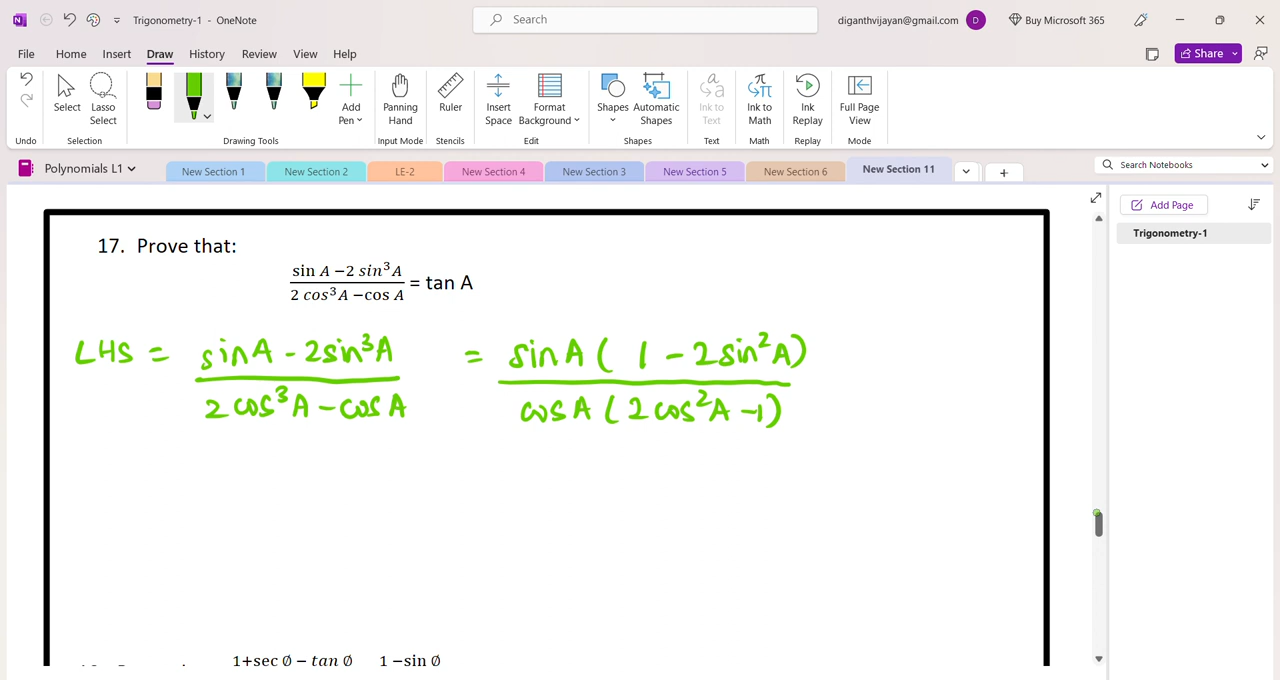 Trigonometry-1 - OneNote
Search
diganthvijayan@gmail.com D Buy Microsoft 365
File Home Insert Draw History Review View Help Share
Undo
Select Lasso Select
Selection
Add Pen
Drawing Tools
Panning Hand
Input Mode
Ruler
Stencils
Insert Space Format Background
Edit
Shapes Automatic Shapes
Shapes
Ink to Text
Text
Ink to Math
Math
Ink Replay
Replay
Full Page View
Mode
Polynomials L1 New Section 1 New Section 2 LE-2 New Section 4 New Section 3 New Section 5 New Section 6 New Section 11 + Search Notebooks
Add Page
Trigonometry-1
17. Prove that:
sin A −2 sin³A / 2 cos³A −cos A = tan A
LHS = sinA - 2sin³A / 2cos³A - cosA = sinA ( 1 - 2sin²A) / cosA ( 2cos²A -1)
1+sec Ø − tan Ø 1 −sin Ø